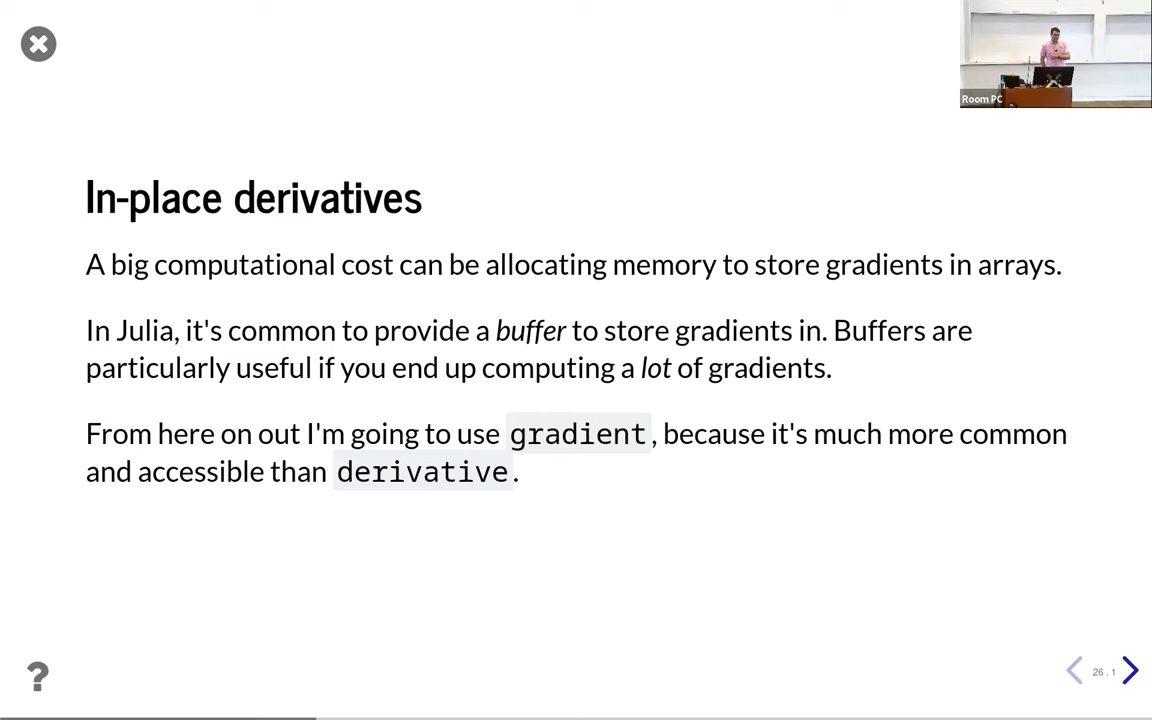 Room PC
In-place derivatives
A big computational cost can be allocating memory to store gradients in arrays.
In Julia, it's common to provide a buffer to store gradients in. Buffers are
particularly useful if you end up computing a lot of gradients.
From here on out I'm going to use gradient, because it's much more common
and accessible than derivative.
?
26 . 1